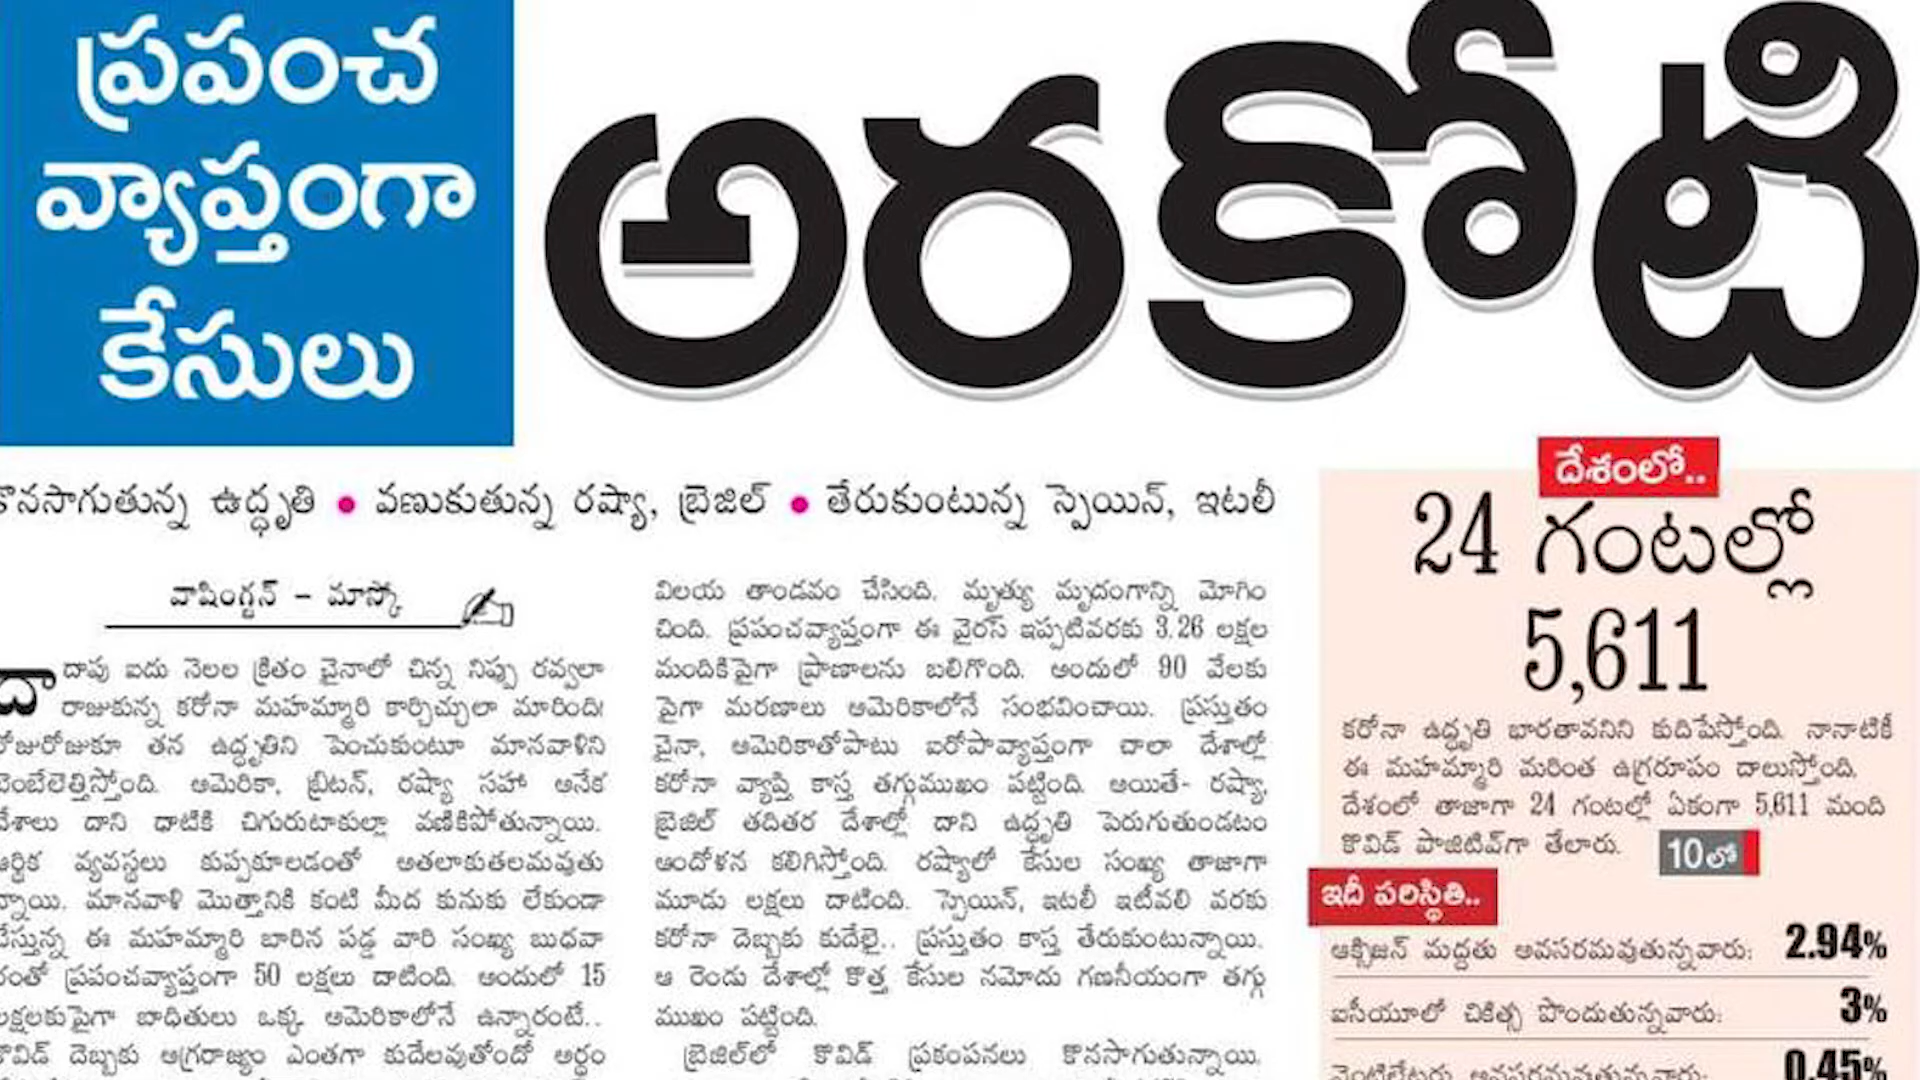 ప్రపంచ
వ్యాప్తంగా
కేసులు
అరకోటి
కొనసాగుతున్న ఉద్ధృతి ● వణుకుతున్న రష్యా, బ్రెజిల్ ● తేరుకుంటున్న స్పెయిన్, ఇటలీ
వాషింగ్టన్ - మాస్కో
దాదాపు ఐదు నెలల క్రితం చైనాలో చిన్న నిప్పు రవ్వలా
రాజుకున్న కరోనా మహమ్మారి కార్చిచ్చులా మారింది!
రోజురోజుకూ తన ఉద్ధృతిని పెంచుకుంటూ మానవాళిని
బెంబేలెత్తిస్తోంది. అమెరికా, బ్రిటన్, రష్యా సహా అనేక
దేశాలు దాని ధాటికి చిగురుటాకుల్లా వణికిపోతున్నాయి.
ఆర్థిక వ్యవస్థలు కుప్పకూలడంతో అతలాకుతలమవుతు
న్నాయి. మానవాళి మొత్తానికి కంటి మీద కునుకు లేకుండా
చేస్తున్న ఈ మహమ్మారి బారిన పడ్డ వారి సంఖ్య బుధవా
రంతో ప్రపంచవ్యాప్తంగా 50 లక్షలు దాటింది. అందులో 15
లక్షలకుపైగా బాధితులు ఒక్క అమెరికాలోనే ఉన్నారంటే..
కొవిడ్ దెబ్బకు అగ్రరాజ్యం ఎంతగా కుదేలవుతోందో అర్థం
విలయ తాండవం చేసింది. మృత్యు మృదంగాన్ని మోగిం
చింది. ప్రపంచవ్యాప్తంగా ఈ వైరస్ ఇప్పటివరకు 3.26 లక్షల
మందికిపైగా ప్రాణాలను బలిగొంది. అందులో 90 వేలకు
పైగా మరణాలు అమెరికాలోనే సంభవించాయి. ప్రస్తుతం
చైనా, అమెరికాతోపాటు ఐరోపావ్యాప్తంగా చాలా దేశాల్లో
కరోనా వ్యాప్తి కాస్త తగ్గుముఖం పట్టింది. అయితే- రష్యా,
బ్రెజిల్ తదితర దేశాల్లో దాని ఉద్ధృతి పెరుగుతుండటం
ఆందోళన కలిగిస్తోంది. రష్యాలో కేసుల సంఖ్య తాజాగా
మూడు లక్షలు దాటింది. స్పెయిన్, ఇటలీ ఇటీవలి వరకు
కరోనా దెబ్బకు కుదేలై.. ప్రస్తుతం కాస్త తేరుకుంటున్నాయి.
ఆ రెండు దేశాల్లో కొత్త కేసుల నమోదు గణనీయంగా తగ్గు
ముఖం పట్టింది.
బ్రెజిల్‌లో కొవిడ్ ప్రకంపనలు కొనసాగుతున్నాయి.
దేశంలో..
24 గంటల్లో
5,611
కరోనా ఉద్ధృతి భారతావనిని కుదిపేస్తోంది. నానాటికీ
ఈ మహమ్మారి మరింత ఉగ్రరూపం దాలుస్తోంది.
దేశంలో తాజాగా 24 గంటల్లో ఏకంగా 5,611 మంది
కొవిడ్ పాజిటివ్‌గా తేలారు. 10లో
ఇదీ పరిస్థితి..
ఆక్సిజన్ మద్దతు అవసరమవుతున్నవారు: 2.94%
ఐసీయూలో చికిత్స పొందుతున్నవారు: 3%
వెంటిలేటర్లు అవసరమవుతున్నవారు: 0.45%